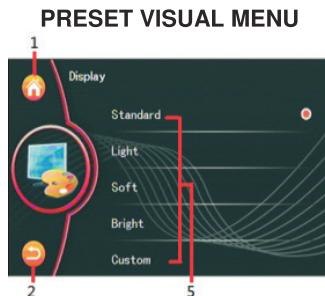 PRESET VISUAL MENU
1
Display
Standard
Light
Soft
Bright
Custom
2
5